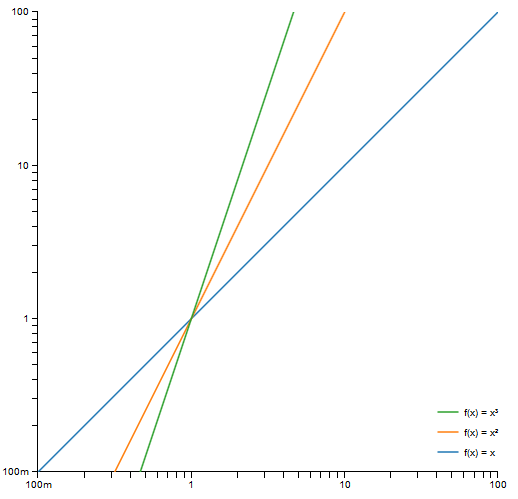 100
10
1
100m
100m
1
10
100
f(x) = x³
f(x) = x²
f(x) = x